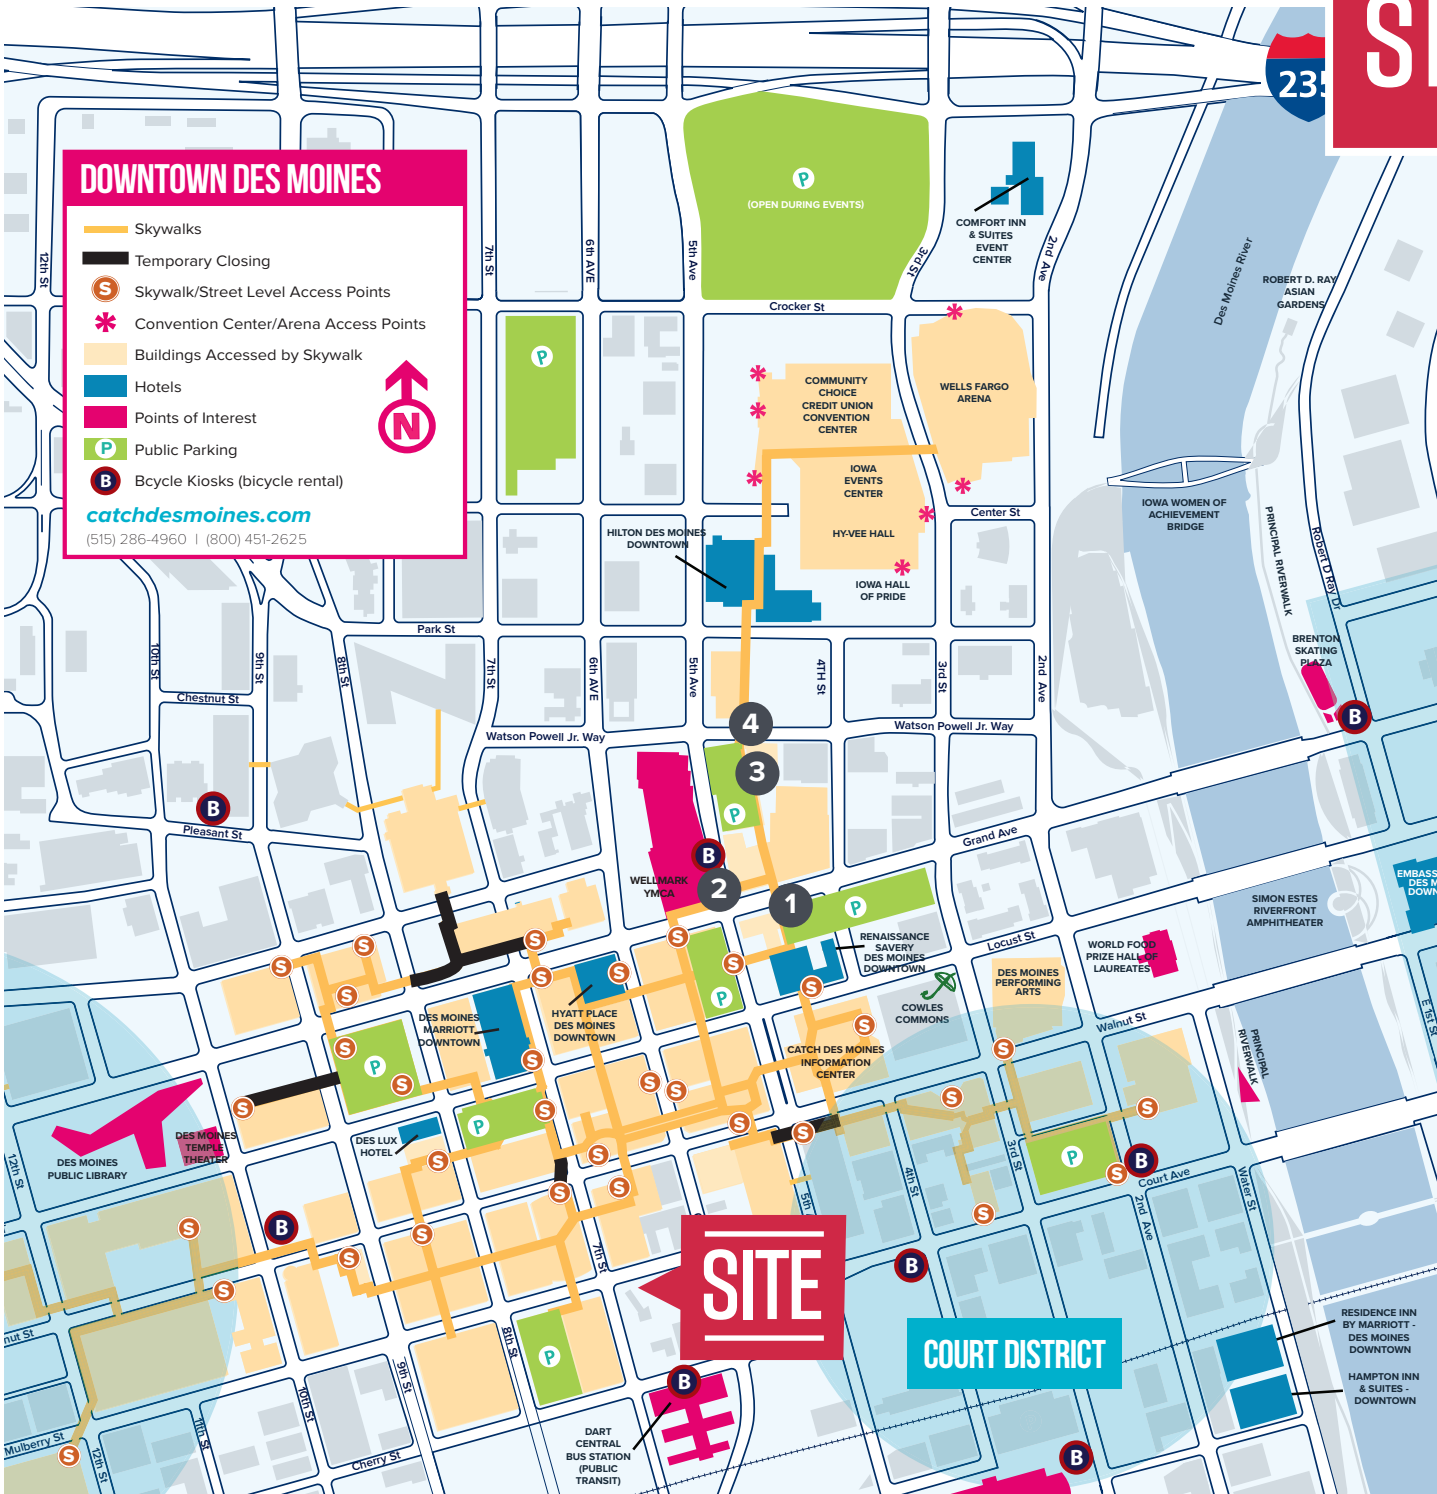 235
DOWNTOWN DES MOINES
Skywalks
Temporary Closing
S
Skywalk/Street Level Access Points
Convention Center/Arena Access Points
Buildings Accessed by Skywalk
Hotels
Points of Interest
P
Public Parking
B
Bcycle Kiosks (bicycle rental)
N
catchdesmoines.com
(515) 286-4960 | (800) 451-2625
P
(OPEN DURING EVENTS)
COMFORT INN
& SUITES
EVENT
CENTER
12th St
7th St
6th AVE
5th Ave
3rd St
2nd Ave
Des Moines River
ROBERT D. RAY
ASIAN
GARDENS
Crocker St
P
COMMUNITY
CHOICE
CREDIT UNION
CONVENTION
CENTER
WELLS FARGO
ARENA
IOWA
EVENTS
CENTER
HY-VEE HALL
IOWA HALL
OF PRIDE
Center St
IOWA WOMEN OF
ACHIEVEMENT
BRIDGE
PRINCIPAL RIVERWALK
Robert D Ray Dr
HILTON DES MOINES
DOWNTOWN
Park St
BRENTON
SKATING
PLAZA
B
10th St
9th St
8th St
7th St
6th AVE
5th Ave
4TH St
3rd St
2nd Ave
Chestnut St
Watson Powell Jr. Way
Watson Powell Jr. Way
4
3
P
B
Pleasant St
Grand Ave
B
WELLMARK
YMCA
2
1
P
EMBASS
DES M
DOWN
SIMON ESTES
RIVERFRONT
AMPHITHEATER
RENAISSANCE
SAVERY
DES MOINES
DOWNTOWN
Locust St
WORLD FOOD
PRIZE HALL OF
LAUREATES
DES MOINES
PERFORMING
ARTS
COWLES
COMMONS
P
HYATT PLACE
DES MOINES
DOWNTOWN
DES MOINES
MARRIOTT
DOWNTOWN
Walnut St
E 1st St
PRINCIPAL
RIVERWALK
CATCH DES MOINES
INFORMATION
CENTER
P
P
DES LUX
HOTEL
DES MOINES
TEMPLE
THEATER
DES MOINES
PUBLIC LIBRARY
12th St
3rd St
P
B
Court Ave
4th St
2nd Ave
Water St
B
7th St
SITE
B
COURT DISTRICT
RESIDENCE INN
BY MARRIOTT -
DES MOINES
DOWNTOWN
HAMPTON INN
& SUITES -
DOWNTOWN
8th St
P
9th St
10th St
11th St
12th St
Mulberry St
Cherry St
B
DART
CENTRAL
BUS STATION
(PUBLIC
TRANSIT)
B